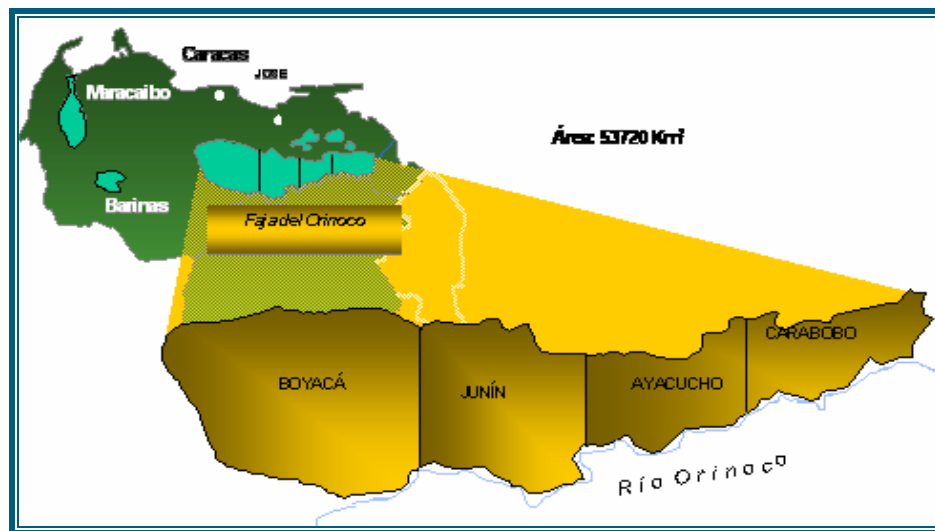 Caracas
JOSE
Maracaibo
Área: 53720 Km²
Barinas
Faja del Orinoco
CARABOBO
BOYACÁ
JUNÍN
AYACUCHO
Río Orinoco